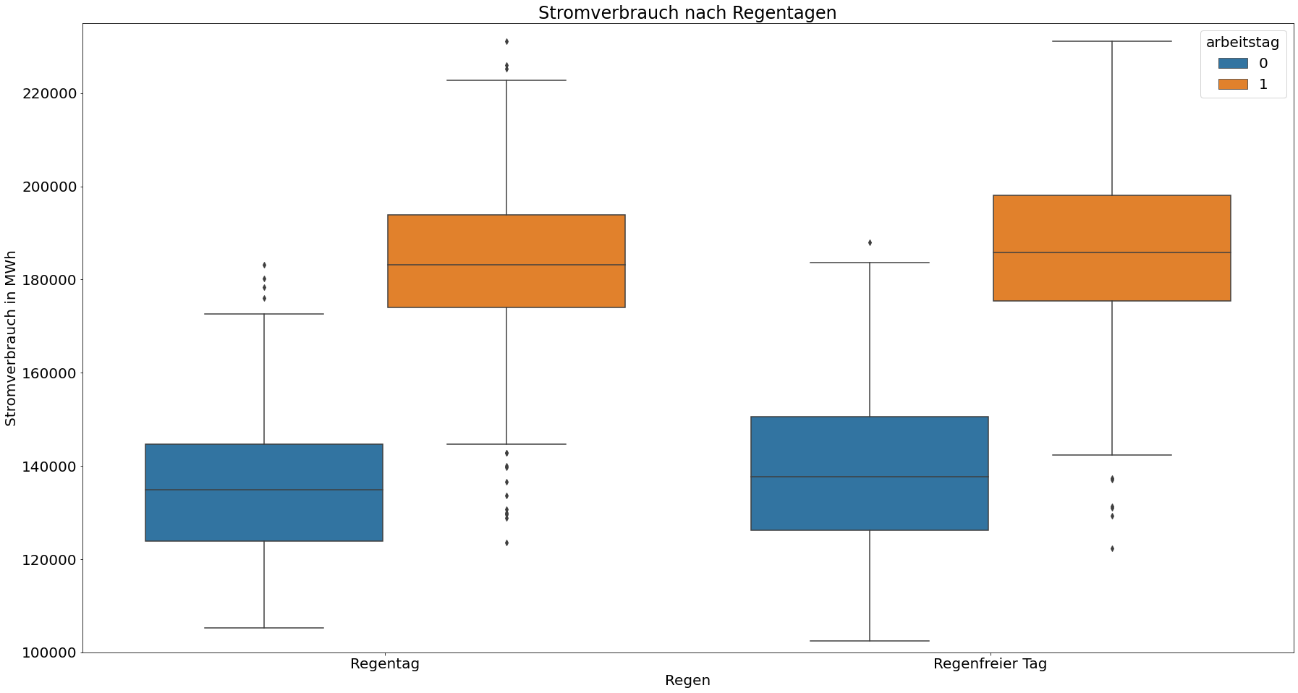 Stromverbrauch nach Regentagen
arbeitstag
0
1
Stromverbrauch in MWh
220000
200000
180000
160000
140000
120000
100000
Regentag
Regenfreier Tag
Regen